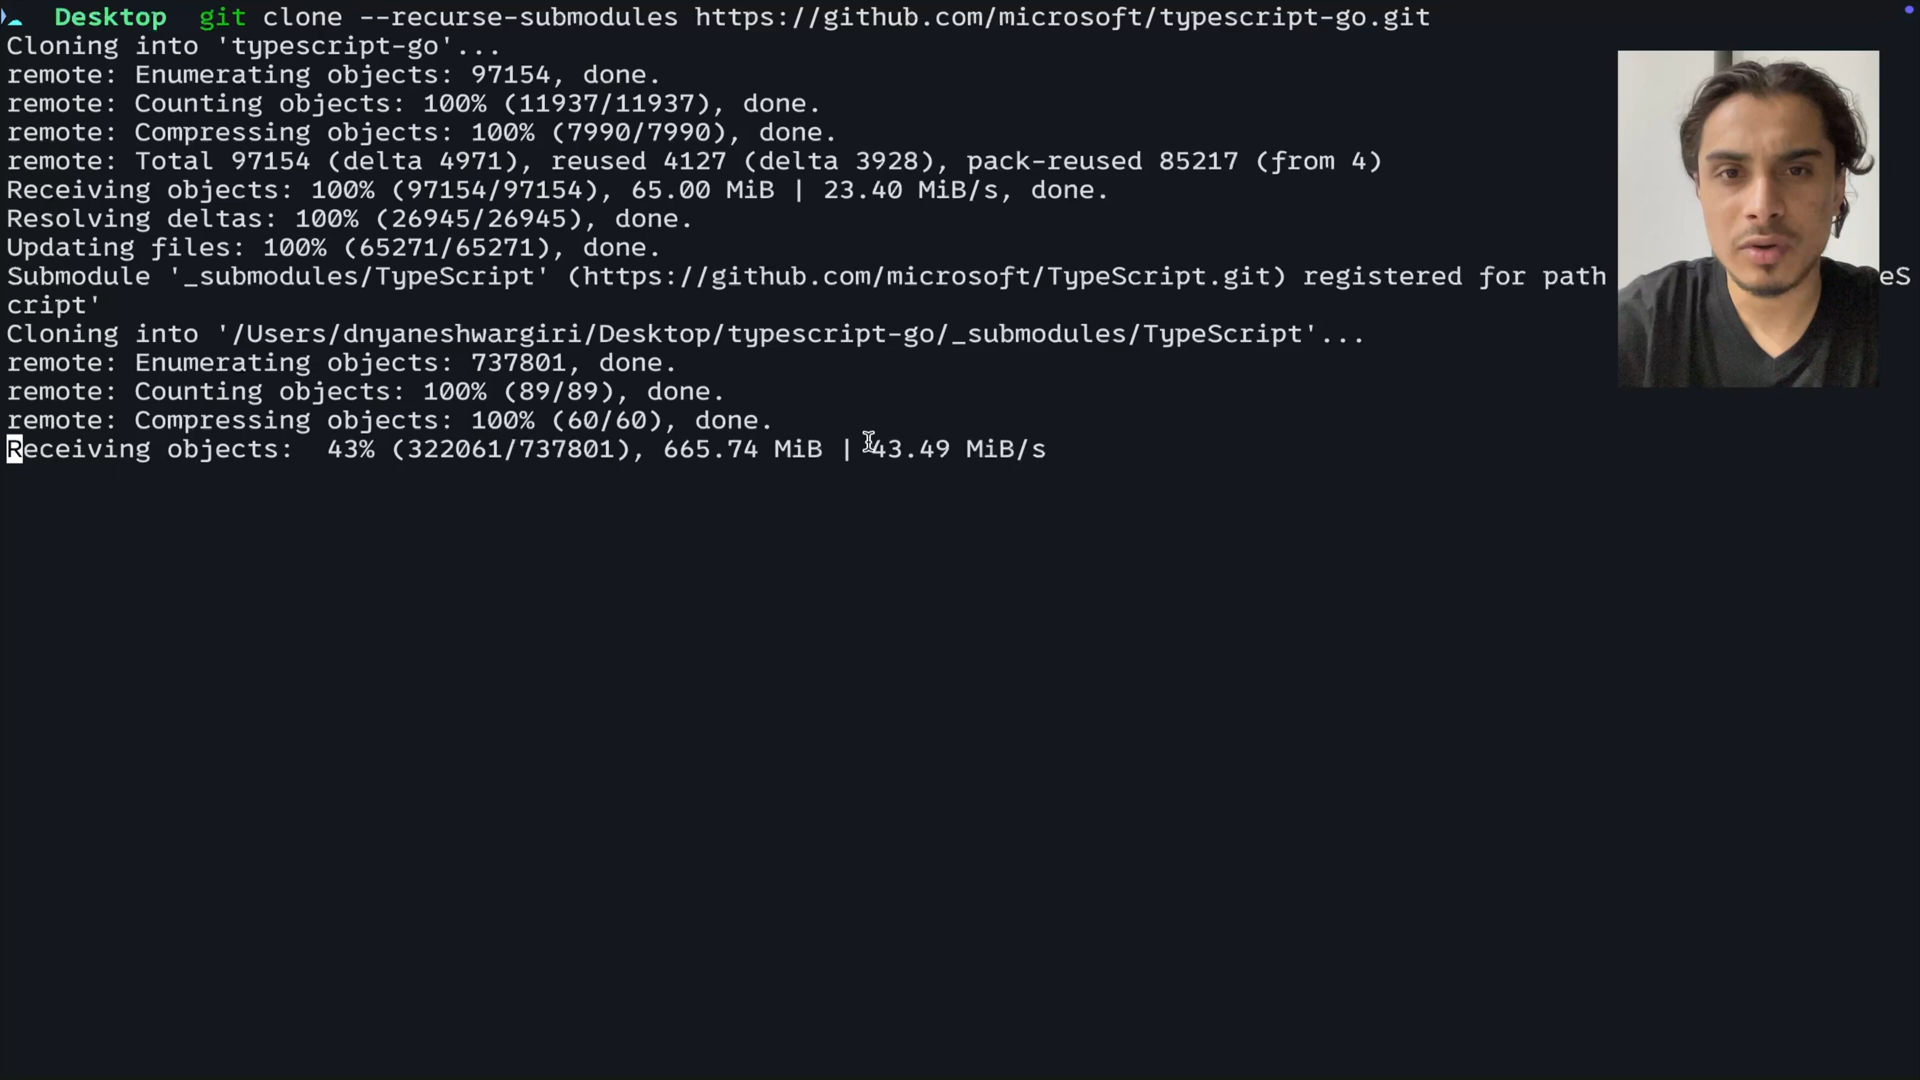 Desktop git clone --recurse-submodules https://github.com/microsoft/typescript-go.git
Cloning into 'typescript-go'...
remote: Enumerating objects: 97154, done.
remote: Counting objects: 100% (11937/11937), done.
remote: Compressing objects: 100% (7990/7990), done.
remote: Total 97154 (delta 4971), reused 4127 (delta 3928), pack-reused 85217 (from 4)
Receiving objects: 100% (97154/97154), 65.00 MiB | 23.40 MiB/s, done.
Resolving deltas: 100% (26945/26945), done.
Updating files: 100% (65271/65271), done.
Submodule '_submodules/TypeScript' (https://github.com/microsoft/TypeScript.git) registered for path eS
cript'
Cloning into '/Users/dnyaneshwargiri/Desktop/typescript-go/_submodules/TypeScript'...
remote: Enumerating objects: 737801, done.
remote: Counting objects: 100% (89/89), done.
remote: Compressing objects: 100% (60/60), done.
Receiving objects: 43% (322061/737801), 665.74 MiB | 43.49 MiB/s